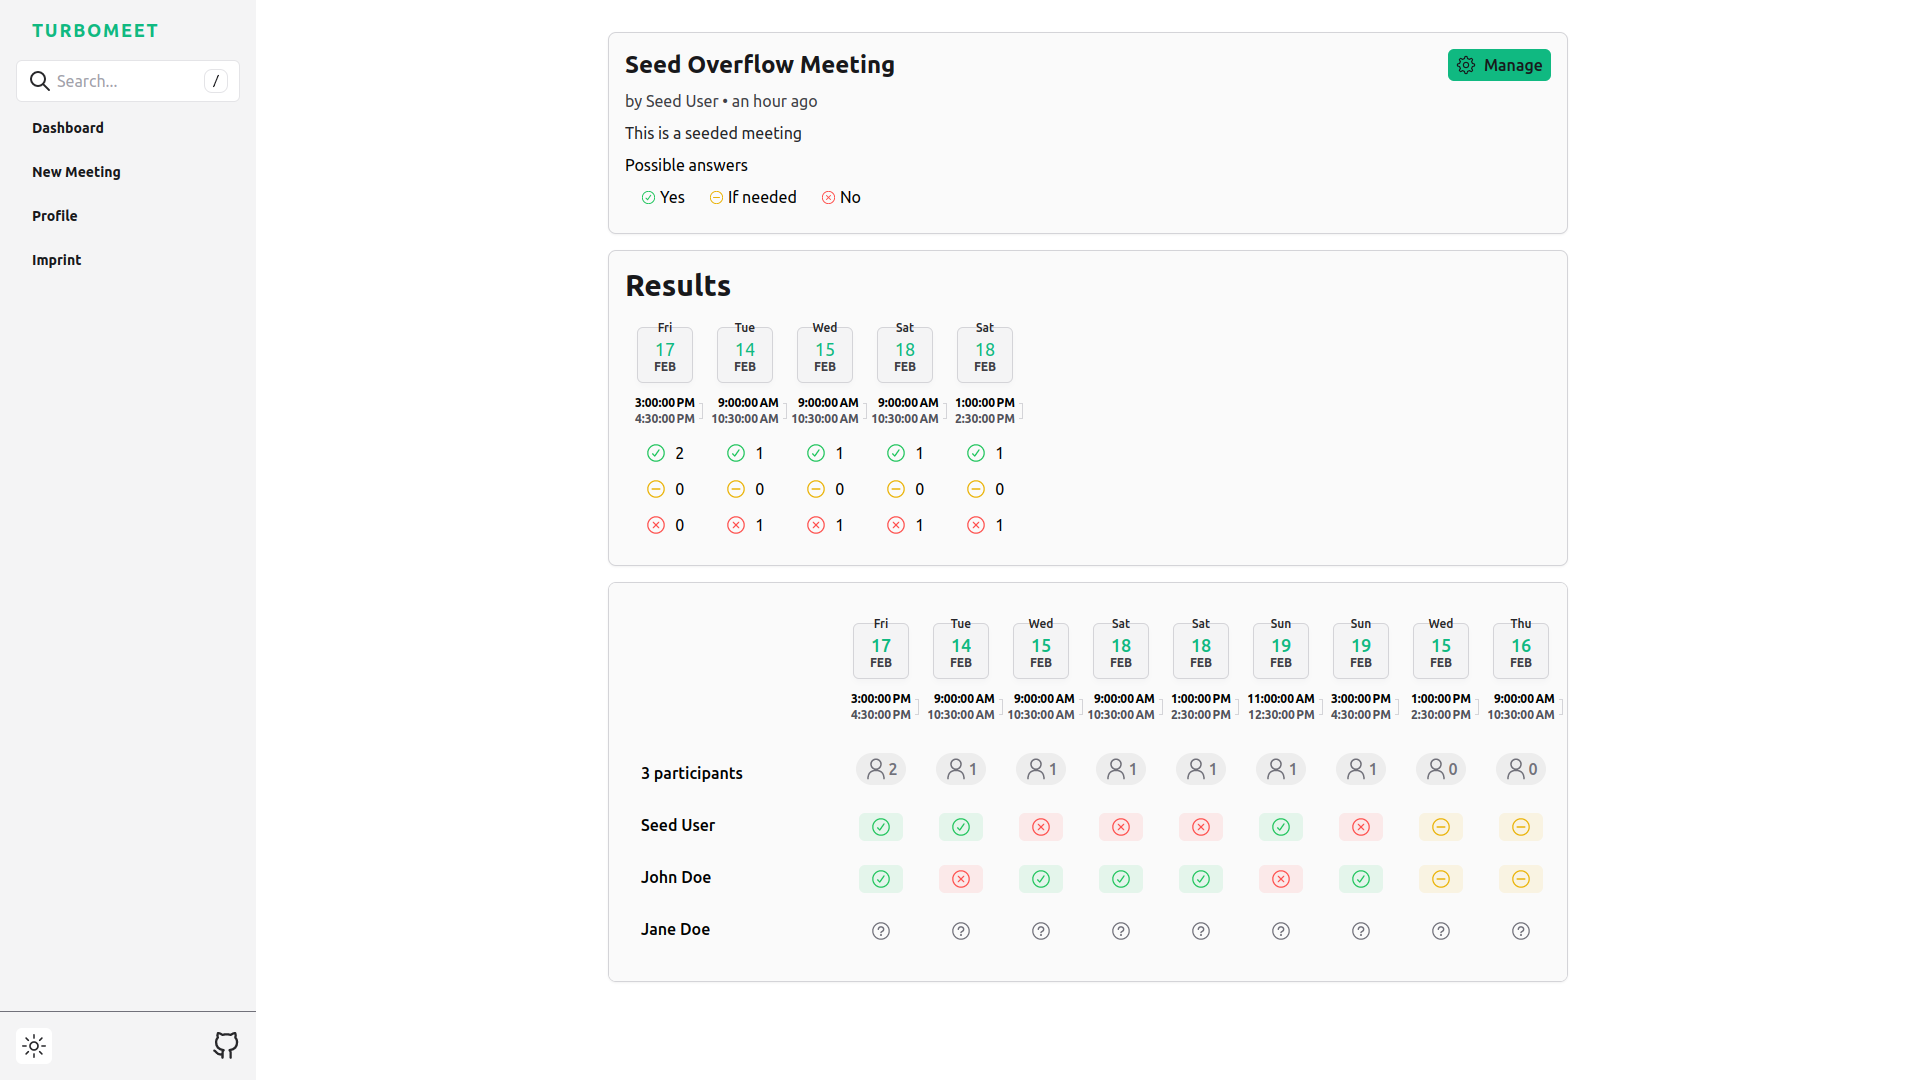 TURBOMEET
Search...
/
Dashboard
New Meeting
Profile
Imprint
Seed Overflow Meeting
Manage
by Seed User • an hour ago
This is a seeded meeting
Possible answers
Yes If needed No
Results
Fri Tue Wed Sat Sat
17 14 15 18 18
FEB FEB FEB FEB FEB
3:00:00 PM 9:00:00 AM 9:00:00 AM 9:00:00 AM 1:00:00 PM
4:30:00 PM 10:30:00 AM 10:30:00 AM 10:30:00 AM 2:30:00 PM
2 1 1 1 1
0 0 0 0 0
0 1 1 1 1
Fri Tue Wed Sat Sat Sun Sun Wed Thu
17 14 15 18 18 19 19 15 16
FEB FEB FEB FEB FEB FEB FEB FEB FEB
3:00:00 PM 9:00:00 AM 9:00:00 AM 9:00:00 AM 1:00:00 PM 11:00:00 AM 3:00:00 PM 1:00:00 PM 9:00:00 AM
4:30:00 PM 10:30:00 AM 10:30:00 AM 10:30:00 AM 2:30:00 PM 12:30:00 PM 4:30:00 PM 2:30:00 PM 10:30:00 AM
3 participants 2 1 1 1 1 1 1 0 0
Seed User
John Doe
Jane Doe